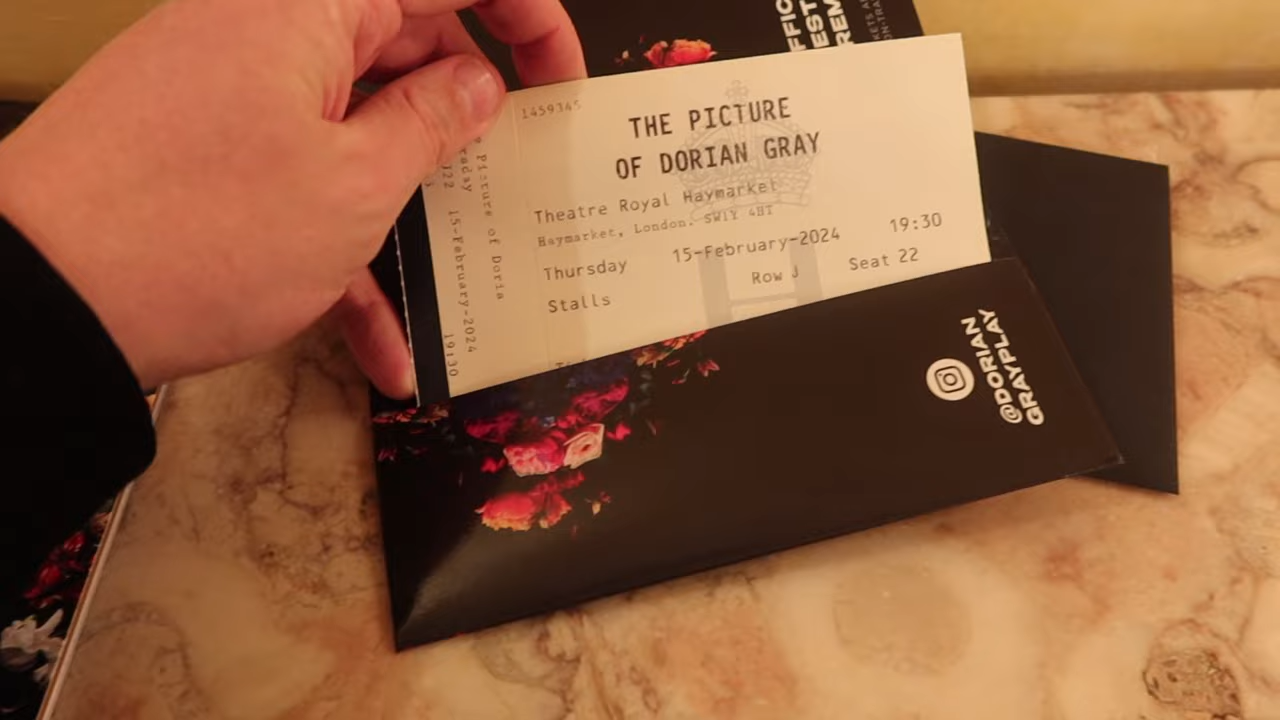 1459345
THE PICTURE
OF DORIAN GRAY
Theatre Royal Haymarket
Haymarket, London. SW1Y 4HT
Thursday 15-February-2024 19:30
Stalls Row J Seat 22
Picture of Doria
15-February-2024
19:30
@DORIAN
GRAYPLAY